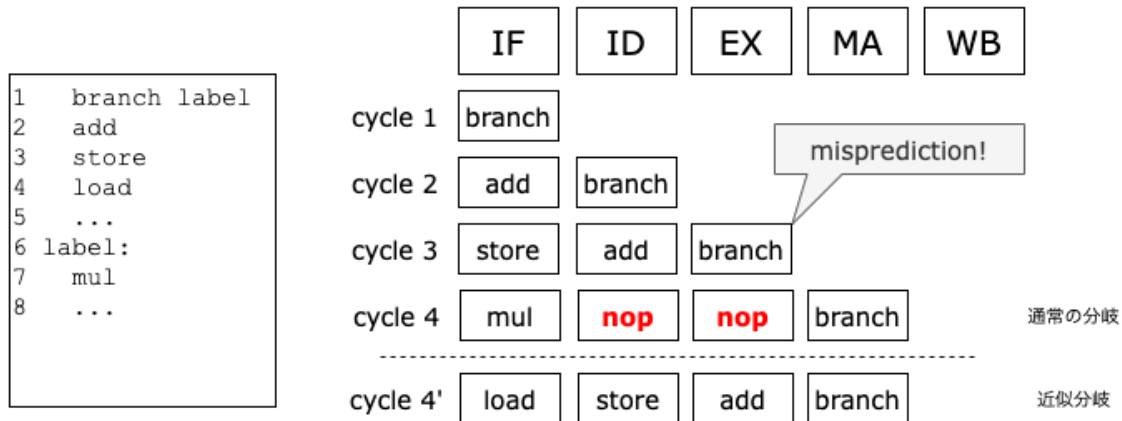 IF ID EX MA WB
1 branch label
2 add
3 store
4 load
5 ...
6 label:
7 mul
8 ...
cycle 1 branch
misprediction!
cycle 2 add branch
cycle 3 store add branch
cycle 4 mul nop nop branch 通常の分岐
cycle 4' load store add branch 近似分岐